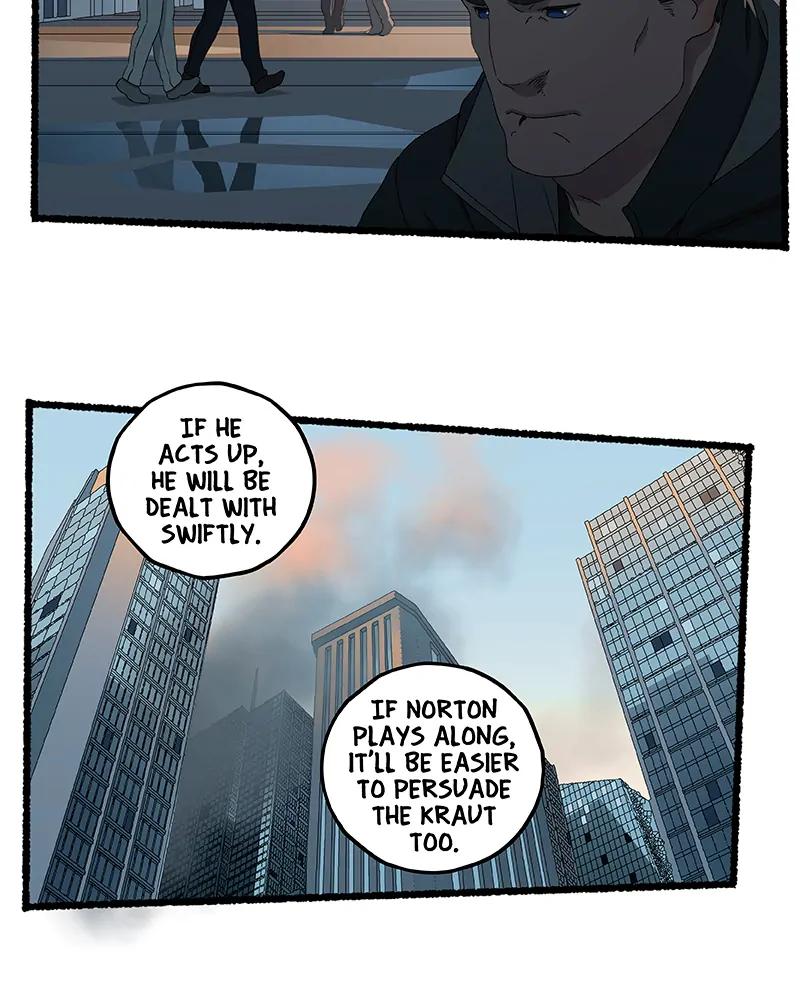 IF HE
ACTS UP,
HE WILL BE
DEALT WITH
SWIFTLY.
IF NORTON
PLAYS ALONG,
IT'LL BE EASIER
TO PERSUADE
THE KRAUT
TOO.